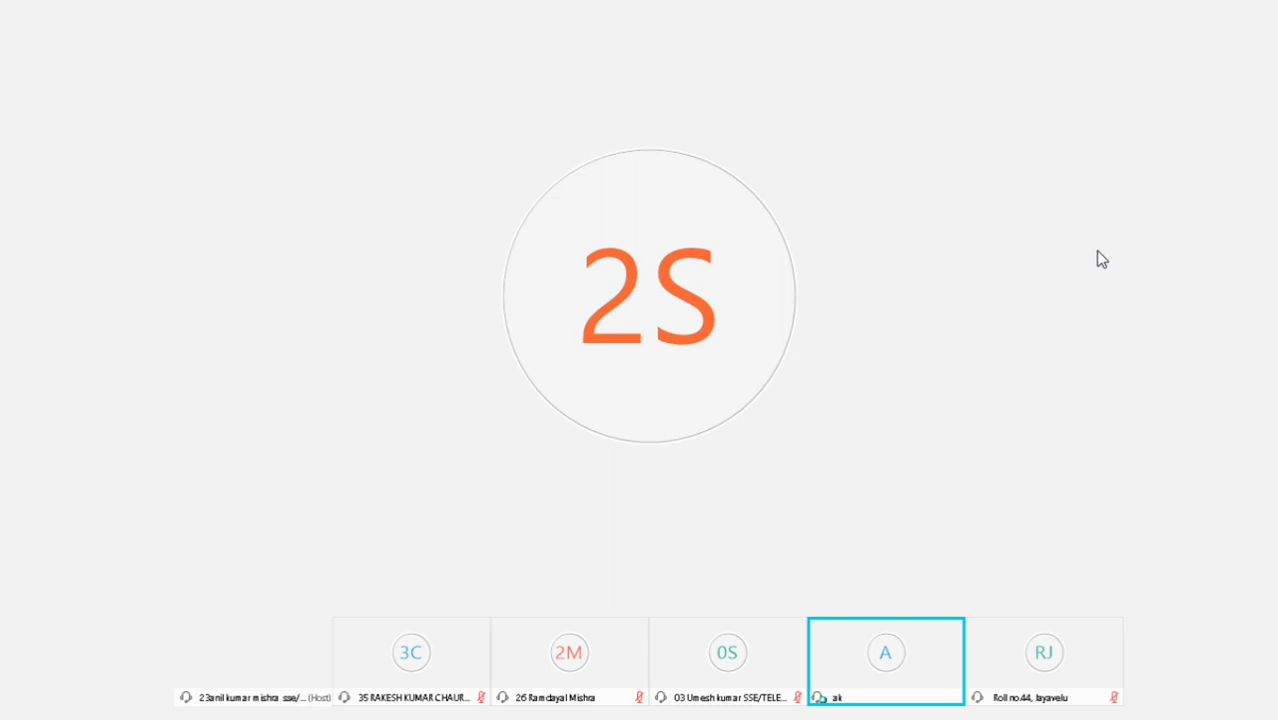 2S
3C
2M
0S
A
RJ
23anil kumar mishra sse/... (Host)
35 RAKESH KUMAR CHAUR...
26 Ramdayal Mishra
03 Umesh kumar SSE/TELE...
ak
Roll no.44, Jayavelu